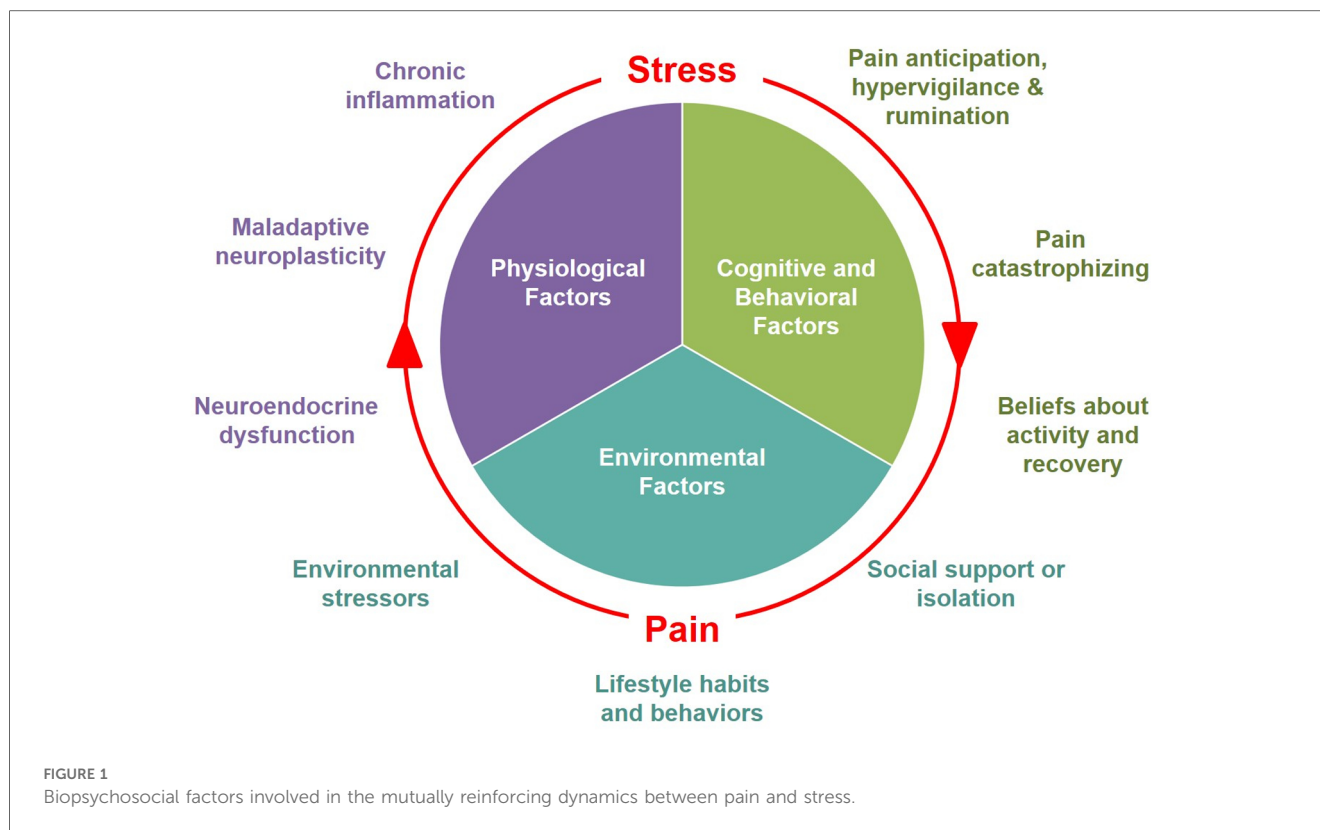 Stress
Chronic
inflammation
Pain anticipation,
hypervigilance &
rumination
Maladaptive
neuroplasticity
Physiological
Factors
Cognitive and
Behavioral
Factors
Pain
catastrophizing
Neuroendocrine
dysfunction
Environmental
Factors
Beliefs about
activity and
recovery
Environmental
stressors
Social support or
isolation
Pain
Lifestyle habits
and behaviors
FIGURE 1
Biopsychosocial factors involved in the mutually reinforcing dynamics between pain and stress.